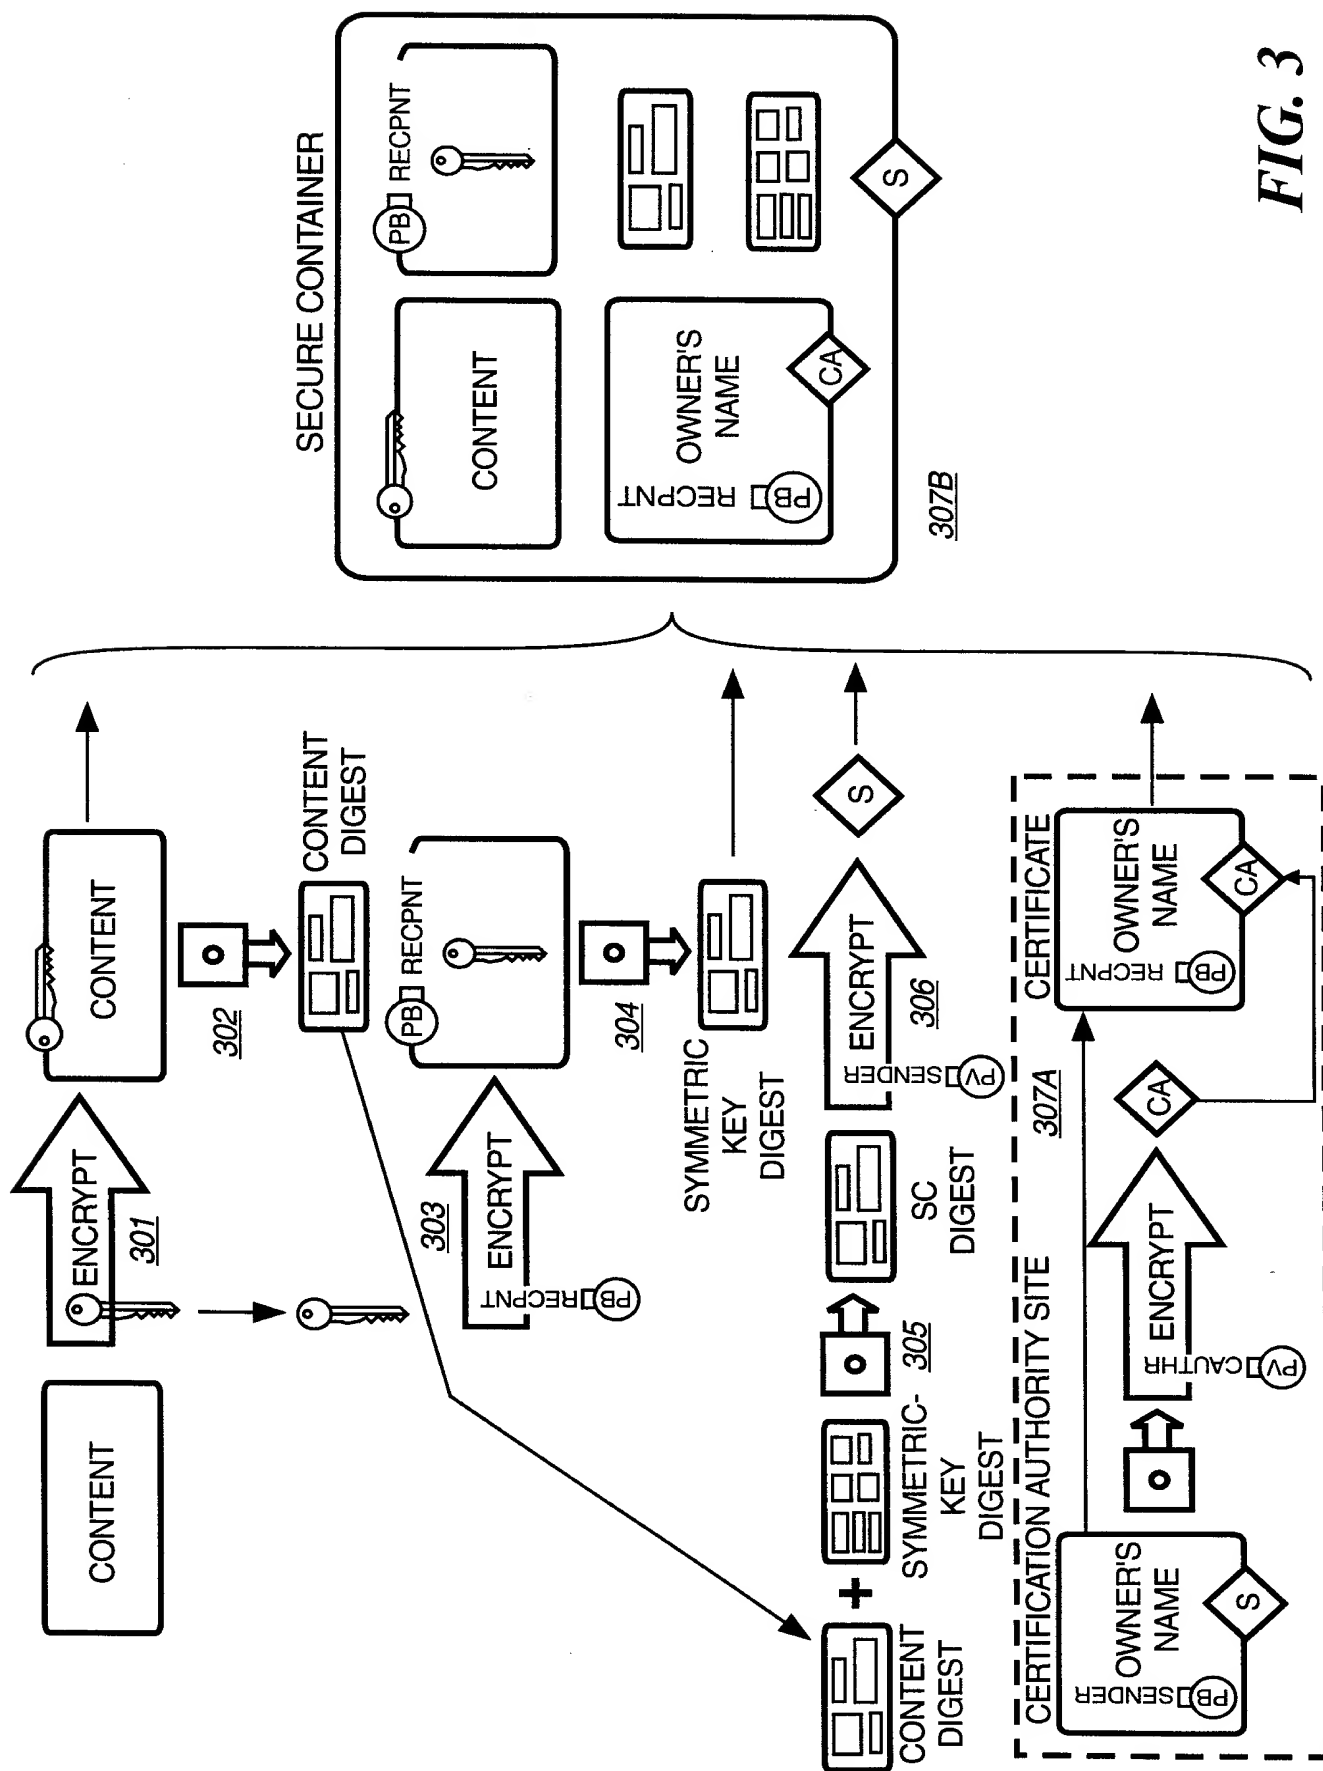 SECURE CONTAINER
CONTENT
PB RECPNT
OWNER'S
NAME
RECPNT
PB
CA
S
307B
CONTENT
ENCRYPT
301
CONTENT
302
CONTENT
DIGEST
PB RECPNT
ENCRYPT
303
PB RECPNT
304
SYMMETRIC
KEY
DIGEST
CONTENT
DIGEST
+
SYMMETRIC-
KEY
DIGEST
305
SC
DIGEST
ENCRYPT
PV SENDER
306
S
CERTIFICATION AUTHORITY SITE
307A
CERTIFICATE
OWNER'S
NAME
PB SENDER
S
ENCRYPT
PV CAUTHR
CA
OWNER'S
NAME
RECPNT
PB
CA
FIG. 3